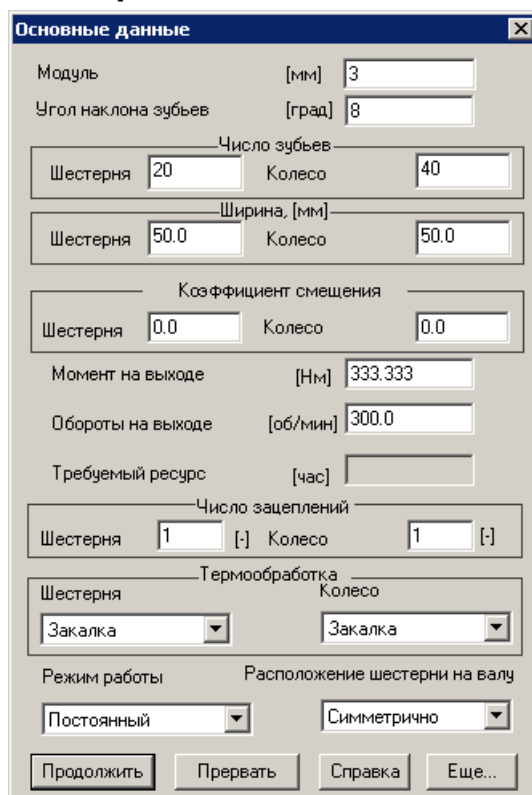 Основные данные
Модуль [мм] 3
Угол наклона зубьев [град] 8
Число зубьев
Шестерня 20 Колесо 40
Ширина, [мм]
Шестерня 50.0 Колесо 50.0
Коэффициент смещения
Шестерня 0.0 Колесо 0.0
Момент на выходе [Нм] 333.333
Обороты на выходе [об/мин] 300.0
Требуемый ресурс [час]
Число зацеплений
Шестерня 1 [-] Колесо 1 [-]
Термообработка
Шестерня Колесо
Закалка Закалка
Режим работы Расположение шестерни на валу
Постоянный Симметрично
Продолжить Прервать Справка Еще...